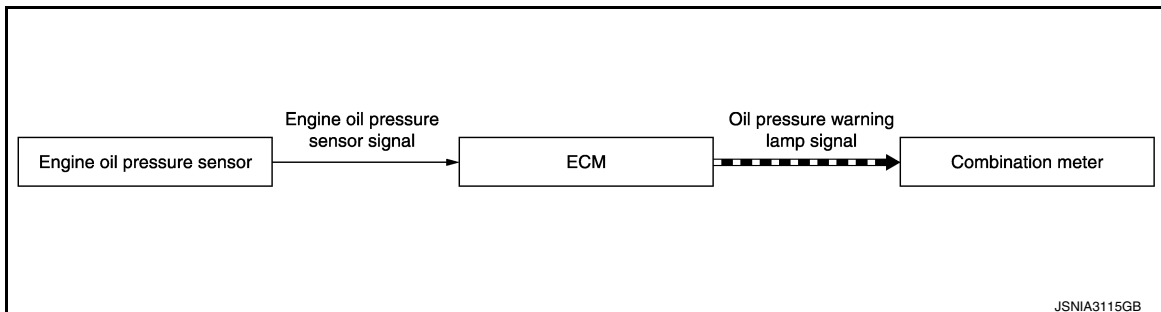 Engine oil pressure
sensor signal
Oil pressure warning
lamp signal
Engine oil pressure sensor
ECM
Combination meter
JSNIA3115GB